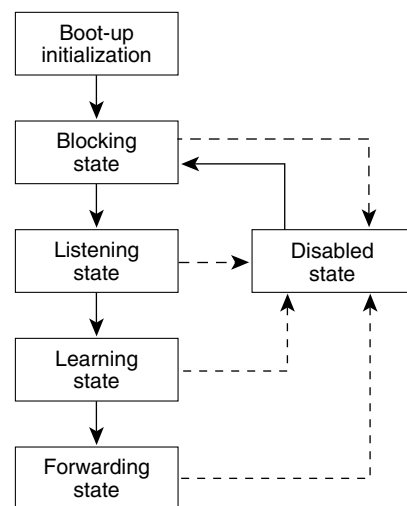 Boot-up
initialization
Blocking
state
Listening
state
Disabled
state
Learning
state
Forwarding
state